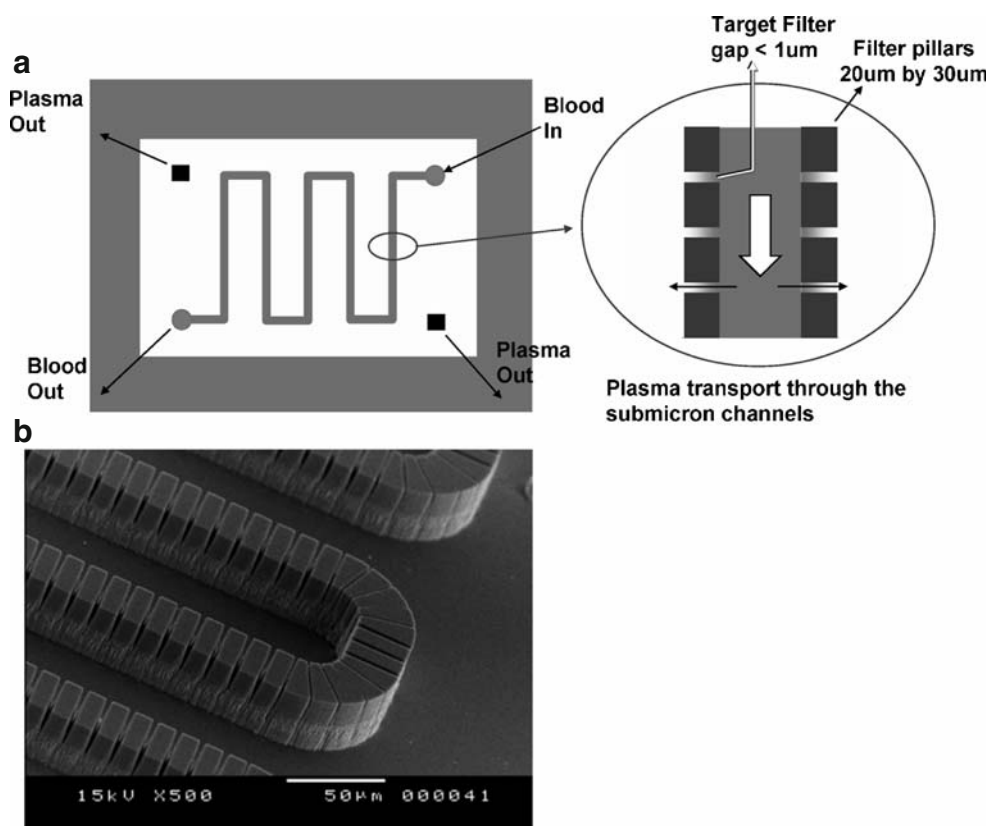 a
Plasma
Out
Blood
In
Blood
Out
Plasma
Out
Target Filter
gap < 1um
Filter pillars
20um by 30um
Plasma transport through the
submicron channels
b
15kV X500 50μm 000041